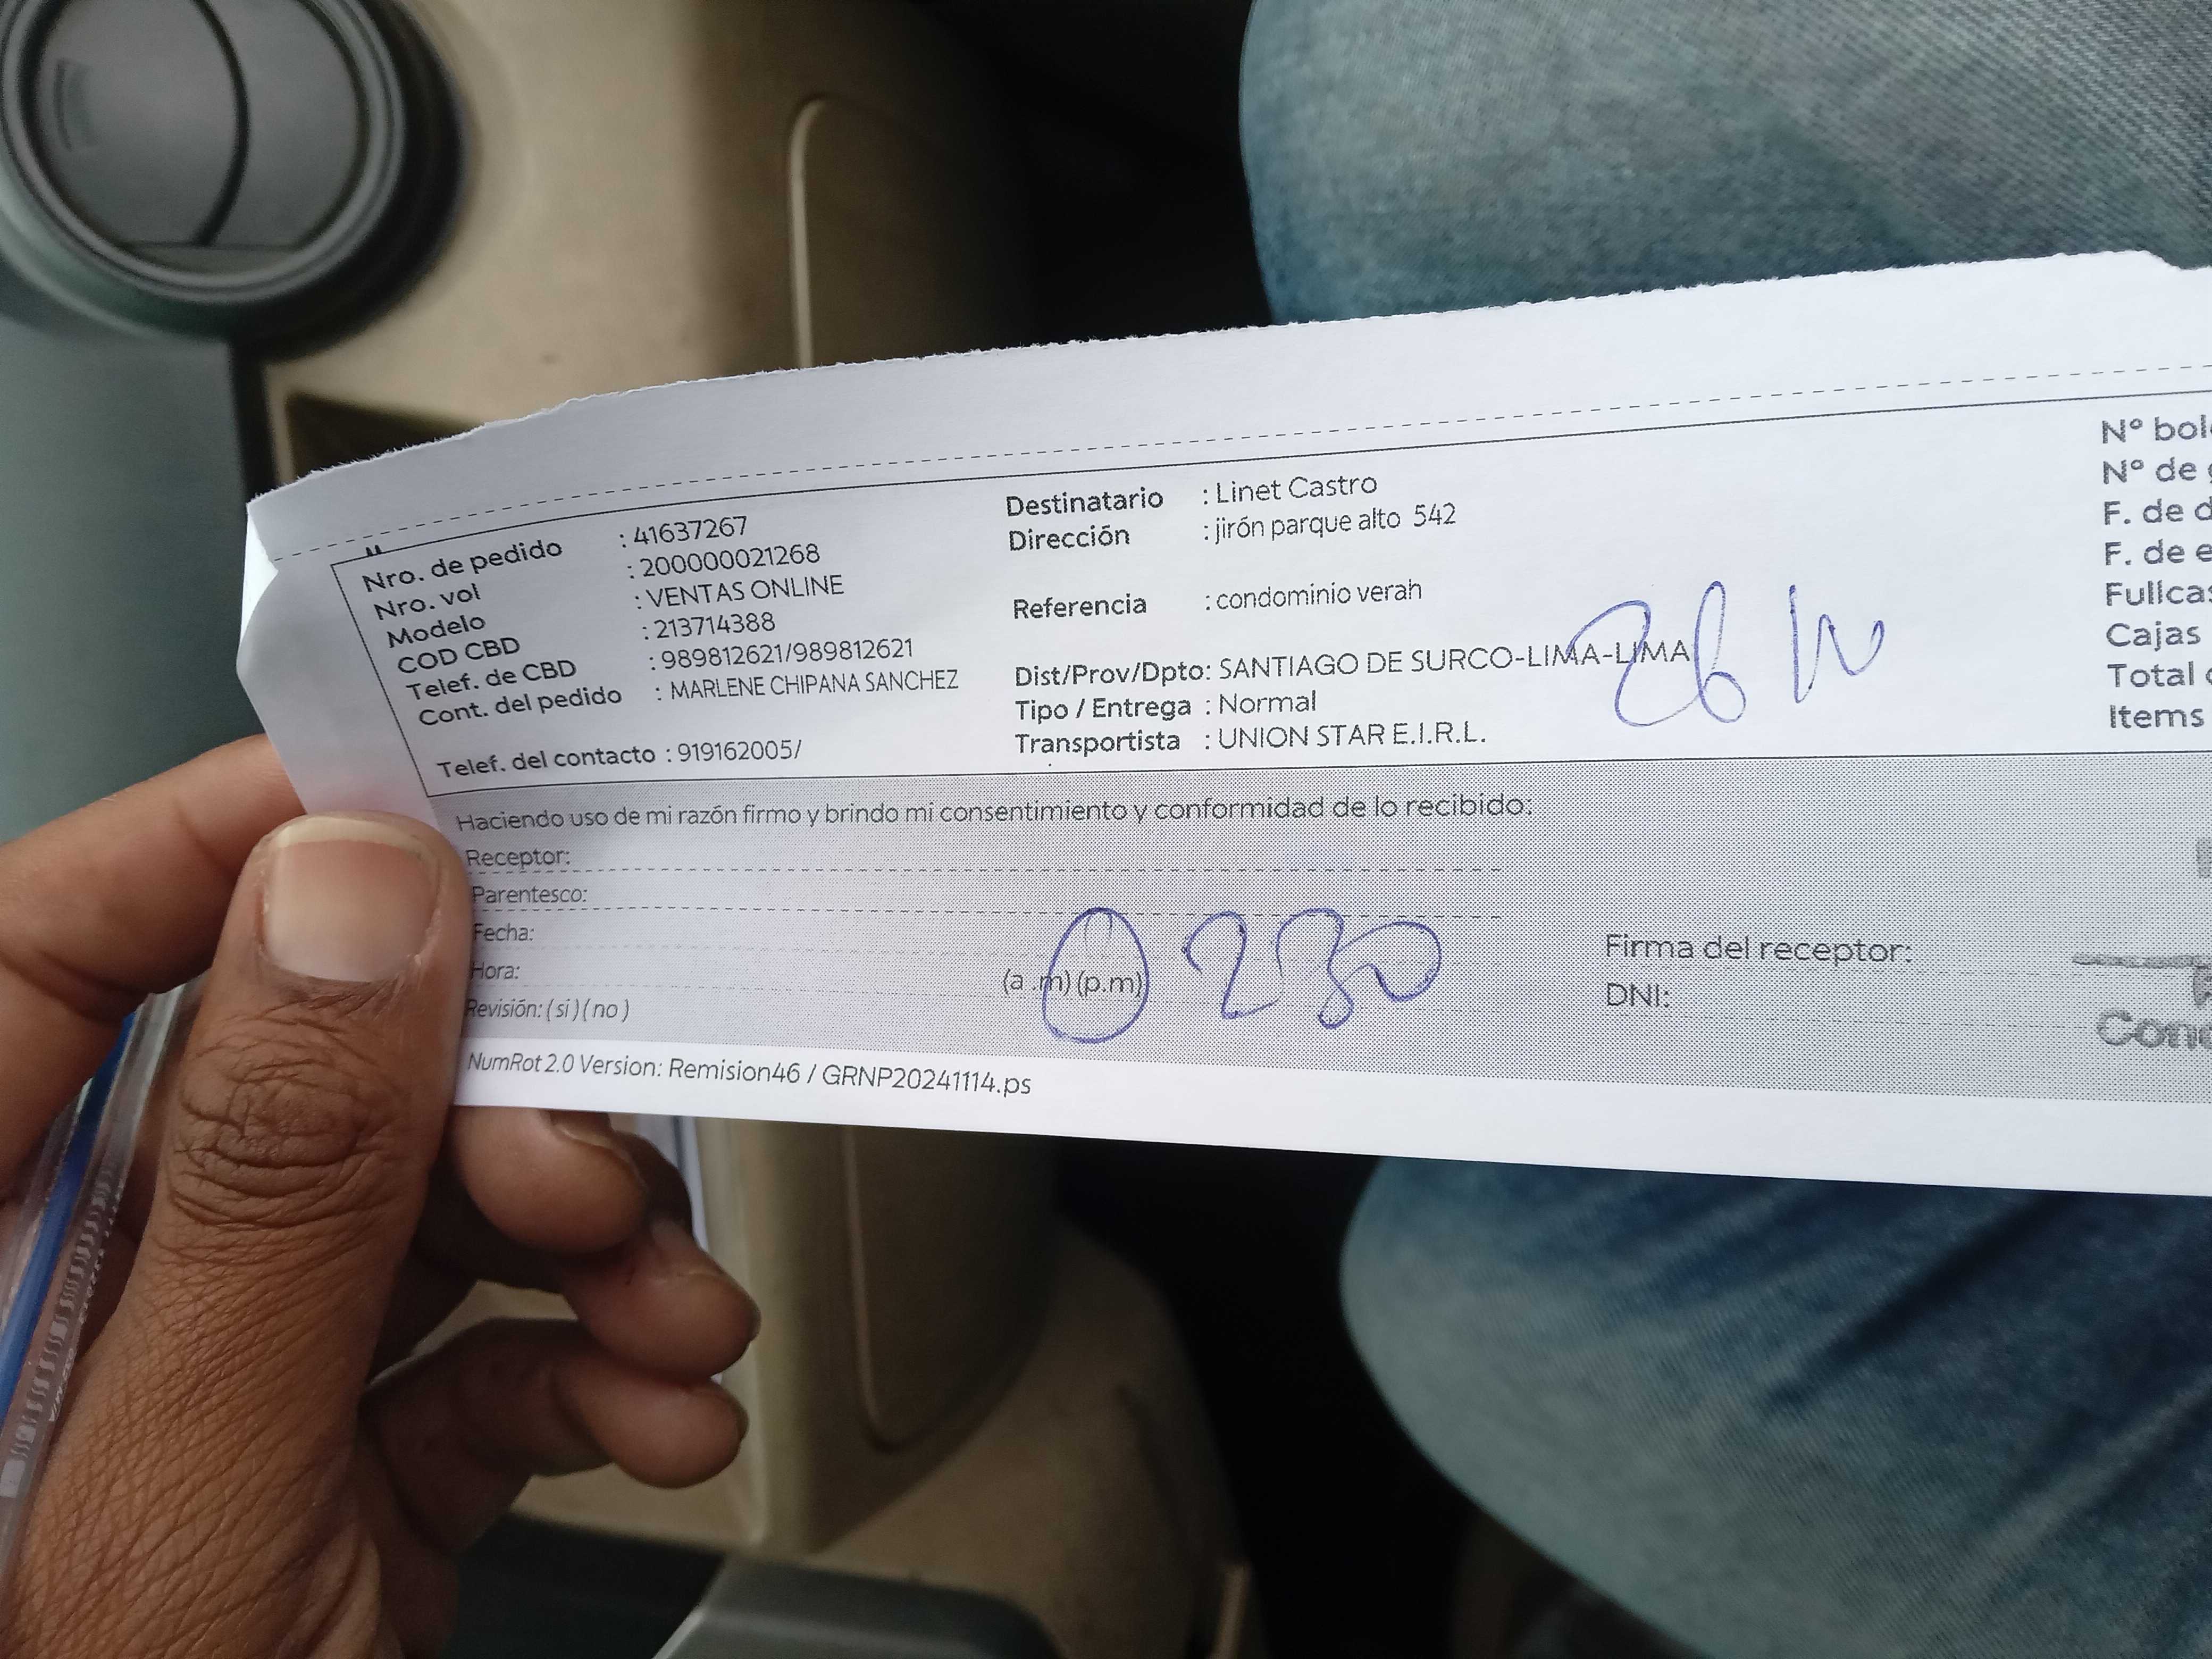 Nro. de pedido : 41637267
Nro. vol : 200000021268
Modelo : VENTAS ONLINE
COD CBD : 213714388
Telef. de CBD : 989812621/989812621
Cont. del pedido : MARLENE CHIPANA SANCHEZ
Telef. del contacto : 919162005/
Destinatario : Linet Castro
Dirección : jirón parque alto 542
Referencia : condominio verah
Dist/Prov/Dpto: SANTIAGO DE SURCO-LIMA-LIMA
Tipo / Entrega : Normal
Transportista : UNION STAR E.I.R.L.
Nº
Nº de
F. de
F. de
Cajas
Total
Items
Haciendo uso de mi razón firmo y brindo mi consentimiento y conformidad de lo recibido:
Receptor:
Parentesco:
Fecha:
Hora: (a .m) (p.m)
Revisión: ( si ) ( no )
0 230
Firma del receptor:
DNI:
NumRot 2.0 Version: Remision46 / GRNP20241114.ps